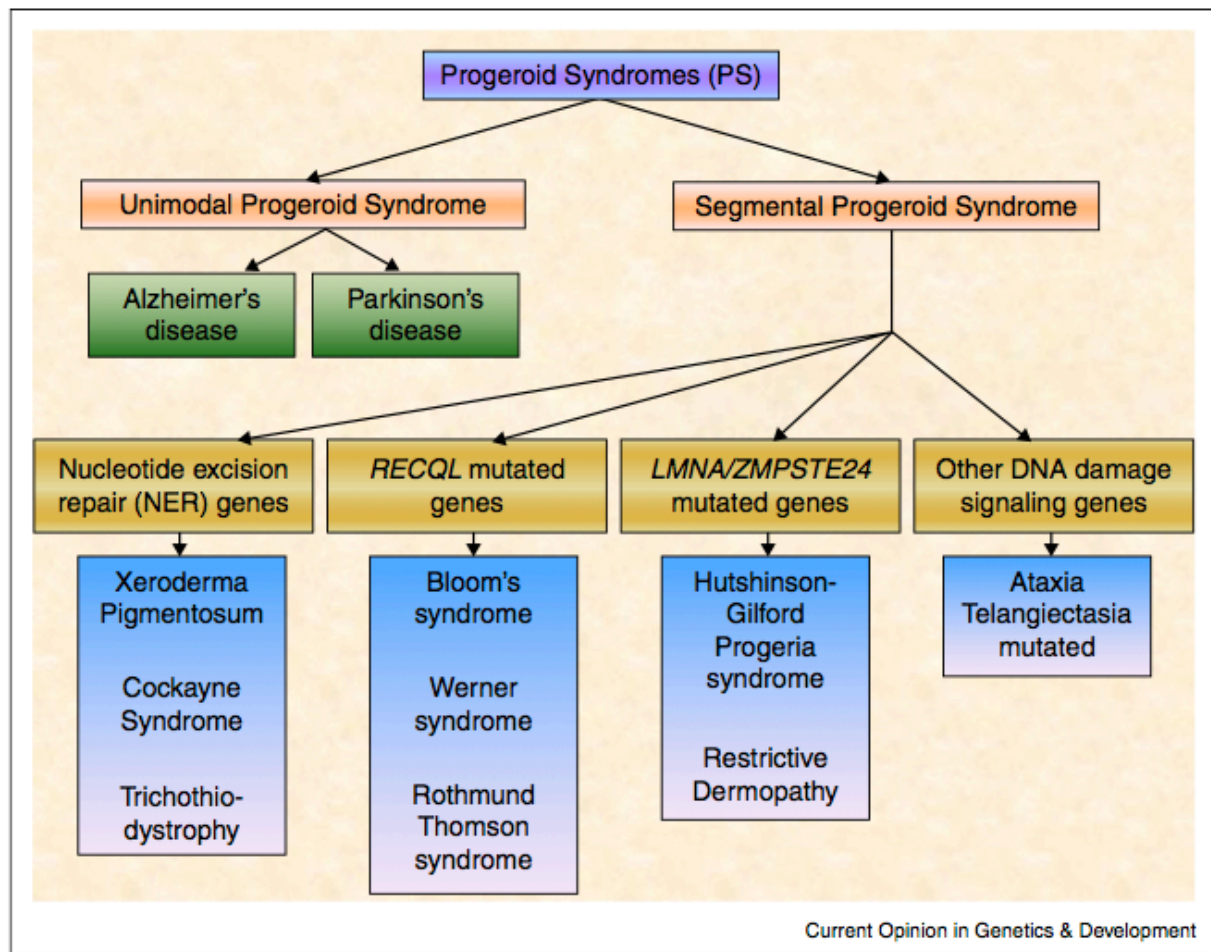 Progeroid Syndromes (PS)
Unimodal Progeroid Syndrome
Segmental Progeroid Syndrome
Alzheimer's
disease
Parkinson's
disease
Nucleotide excision
repair (NER) genes
RECQL mutated
genes
LMNA/ZMPSTE24
mutated genes
Other DNA damage
signaling genes
Xeroderma
Pigmentosum
Cockayne
Syndrome
Trichothio-
dystrophy
Bloom's
syndrome
Werner
syndrome
Rothmund
Thomson
syndrome
Hutshinson-
Gilford
Progeria
syndrome
Restrictive
Dermopathy
Ataxia
Telangiectasia
mutated
Current Opinion in Genetics & Development